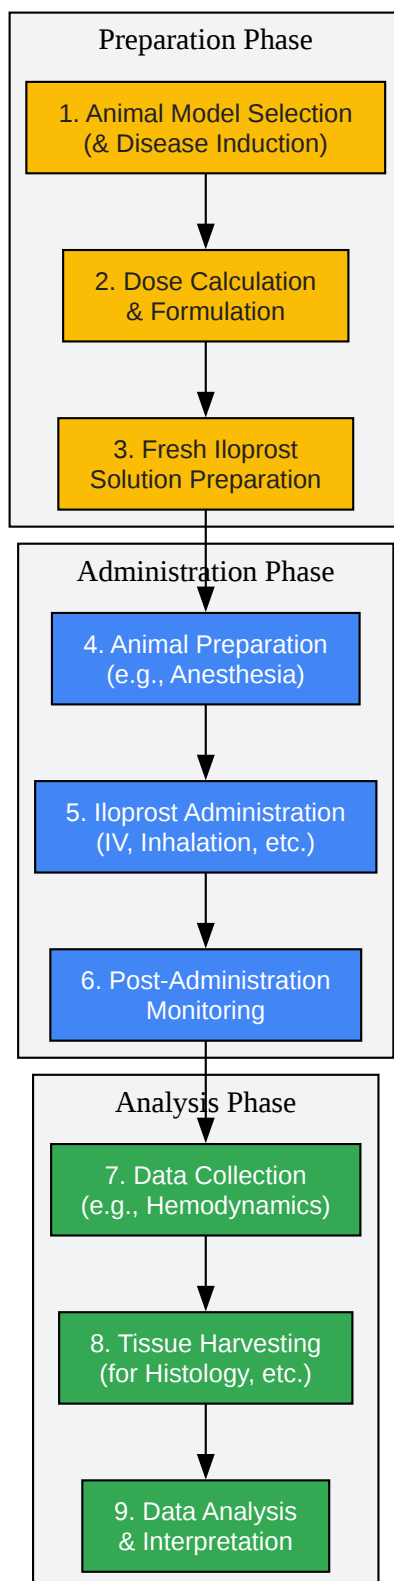 Preparation Phase
1. Animal Model Selection
(& Disease Induction)
2. Dose Calculation
& Formulation
3. Fresh Iloprost
Solution Preparation
Administration Phase
4. Animal Preparation
(e.g., Anesthesia)
5. Iloprost Administration
(IV, Inhalation, etc.)
6. Post-Administration
Monitoring
Analysis Phase
7. Data Collection
(e.g., Hemodynamics)
8. Tissue Harvesting
(for Histology, etc.)
9. Data Analysis
& Interpretation